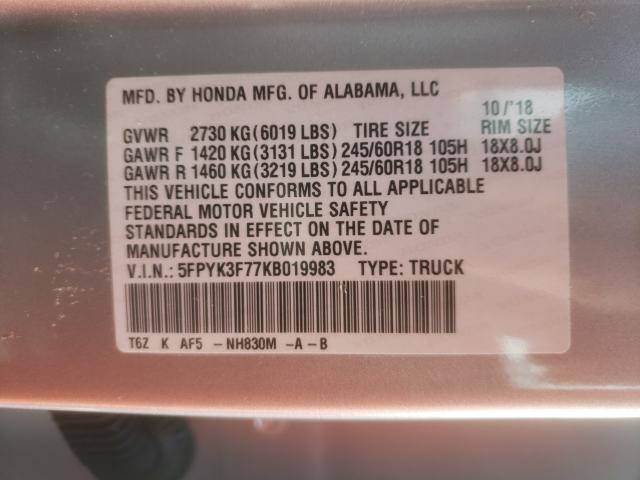 MFD. BY HONDA MFG. OF ALABAMA, LLC
10/'18
GVWR 2730 KG(6019 LBS) TIRE SIZE RIM SIZE
GAWR F 1420 KG(3131 LBS) 245/60R18 105H 18X8.0J
GAWR R 1460 KG(3219 LBS) 245/60R18 105H 18X8.0J
THIS VEHICLE CONFORMS TO ALL APPLICABLE
FEDERAL MOTOR VEHICLE SAFETY
STANDARDS IN EFFECT ON THE DATE OF
MANUFACTURE SHOWN ABOVE.
V.I.N.: 5FPYK3F77KB019983 TYPE: TRUCK
T6Z K AF5 -NH830M -A-B